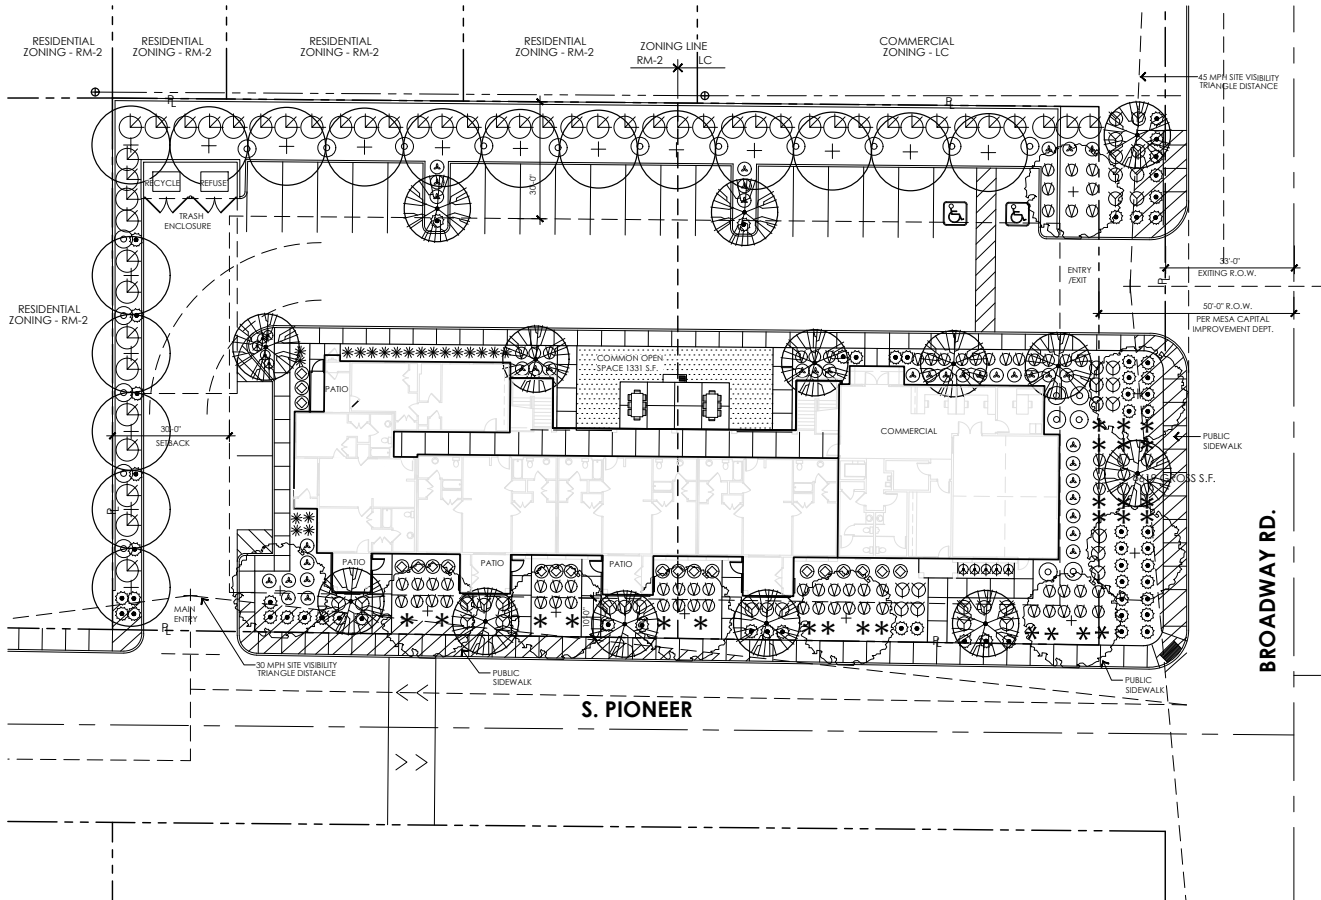 RESIDENTIAL
ZONING - RM-2
RESIDENTIAL
ZONING - RM-2
RESIDENTIAL
ZONING - RM-2
RESIDENTIAL
ZONING - RM-2
ZONING LINE
RM-2
LC
COMMERCIAL
ZONING - LC
45 MPH SITE VISIBILITY
TRIANGLE DISTANCE
RECYCLE
REFUSE
TRASH
ENCLOSURE
30'-0"
ENTRY
/EXIT
33'-0"
EXITING R.O.W.
50'-0" R.O.W.
PER MESA CAPITAL
IMPROVEMENT DEPT.
RESIDENTIAL
ZONING - RM-2
COMMON OPEN
SPACE 1331 S.F.
PATIO
30'-0"
SETBACK
COMMERCIAL
PUBLIC
SIDEWALK
GROSS S.F.
PATIO
PATIO
PATIO
10'-0"
MAIN
ENTRY
30 MPH SITE VISIBILITY
TRIANGLE DISTANCE
PUBLIC
SIDEWALK
PUBLIC
SIDEWALK
S. PIONEER
BROADWAY RD.